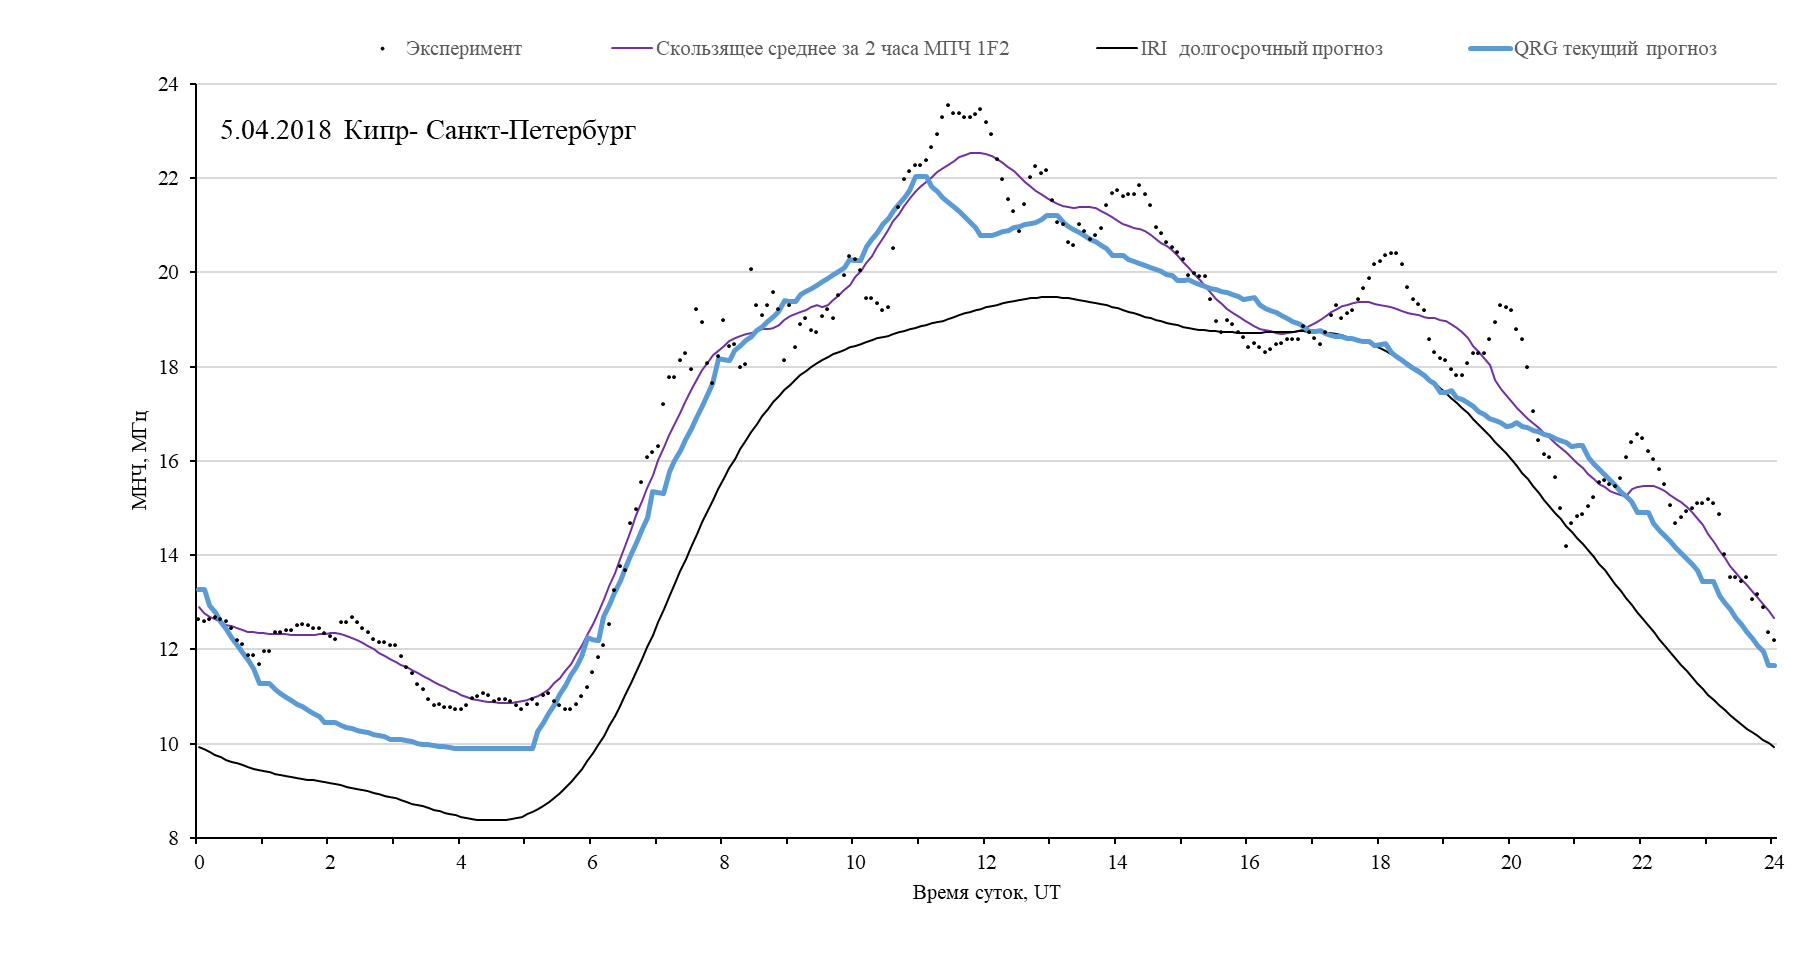 Эксперимент
Скользящее среднее за 2 часа МПЧ 1F2
IRI долгосрочный прогноз
QRG текущий прогноз
5.04.2018 Кипр- Санкт-Петербург
МНЧ, МГц
24
22
20
18
16
14
12
10
8
0 2 4 6 8 10 12 14 16 18 20 22 24
Время суток, UT